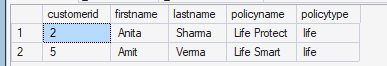 customerid firstname lastname policyname policytype
1 2 Anita Sharma Life Protect life
2 5 Amit Verma Life Smart life